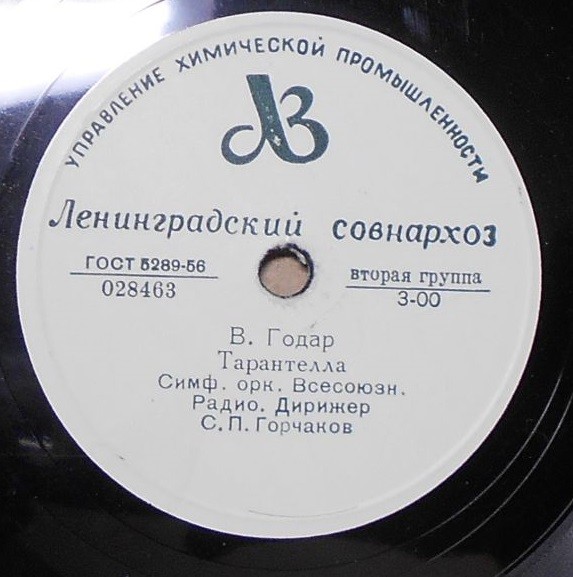 УПРАВЛЕНИЕ ХИМИЧЕСКОЙ ПРОМЫШЛЕННОСТИ
ЛЗ
Ленинградский совнархоз
ГОСТ 5289-56
028463
вторая группа
3-00
В. Годар
Тарантелла
Симф. орк. Всесоюзн.
Радио. Дирижер
С.П. Горчаков